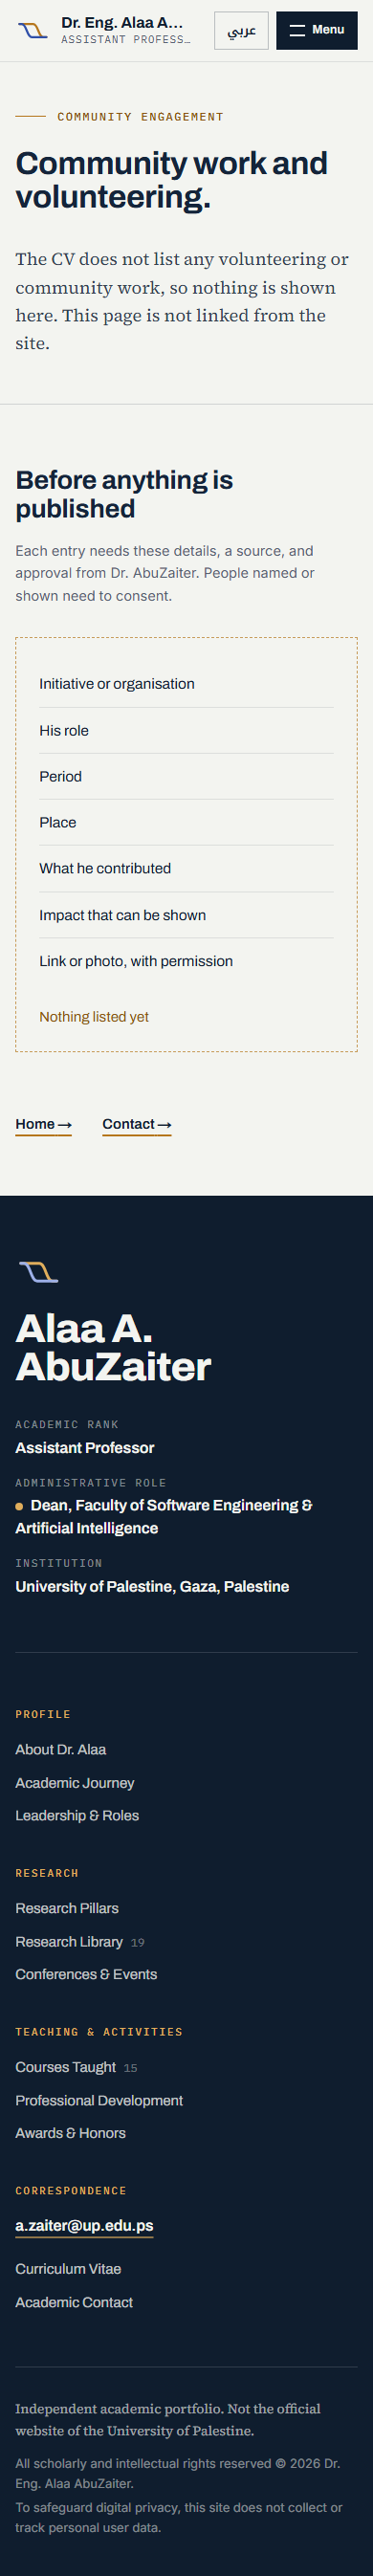 Dr. Eng. Alaa A...
ASSISTANT PROFESS...
عربي
Menu
COMMUNITY ENGAGEMENT
Community work and
volunteering.
The CV does not list any volunteering or
community work, so nothing is shown
here. This page is not linked from the
site.
Before anything is
published
Each entry needs these details, a source, and
approval from Dr. AbuZaiter. People named or
shown need to consent.
Initiative or organisation
His role
Period
Place
What he contributed
Impact that can be shown
Link or photo, with permission
Nothing listed yet
Home →
Contact →
Alaa A.
AbuZaiter
ACADEMIC RANK
Assistant Professor
ADMINISTRATIVE ROLE
Dean, Faculty of Software Engineering &
Artificial Intelligence
INSTITUTION
University of Palestine, Gaza, Palestine
PROFILE
About Dr. Alaa
Academic Journey
Leadership & Roles
RESEARCH
Research Pillars
Research Library 19
Conferences & Events
TEACHING & ACTIVITIES
Courses Taught 15
Professional Development
Awards & Honors
CORRESPONDENCE
a.zaiter@up.edu.ps
Curriculum Vitae
Academic Contact
Independent academic portfolio. Not the official
website of the University of Palestine.
All scholarly and intellectual rights reserved © 2026 Dr.
Eng. Alaa AbuZaiter.
To safeguard digital privacy, this site does not collect or
track personal user data.